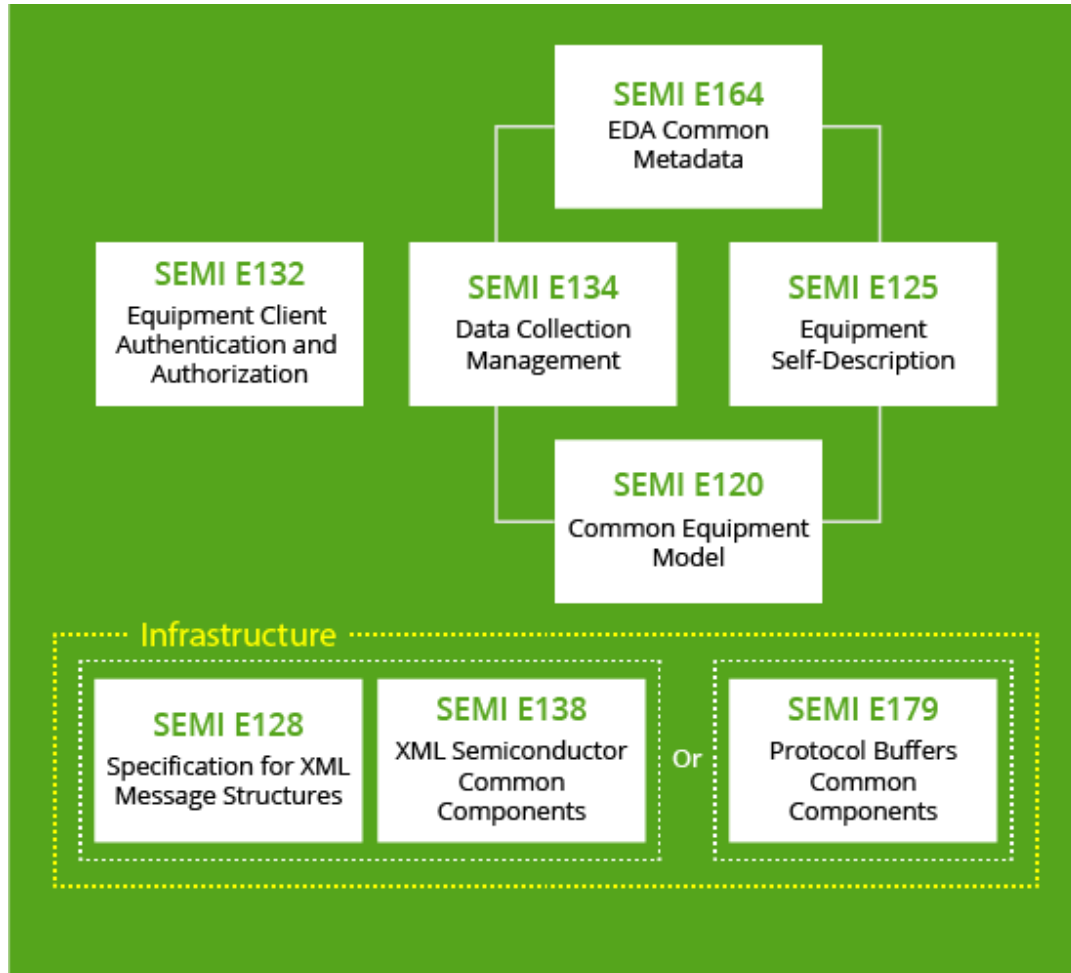 SEMI E164
EDA Common
Metadata
SEMI E132
Equipment Client
Authentication and
Authorization
SEMI E134
Data Collection
Management
SEMI E125
Equipment
Self-Description
SEMI E120
Common Equipment
Model
Infrastructure
SEMI E128
Specification for XML
Message Structures
SEMI E138
XML Semiconductor
Common
Components
Or
SEMI E179
Protocol Buffers
Common
Components